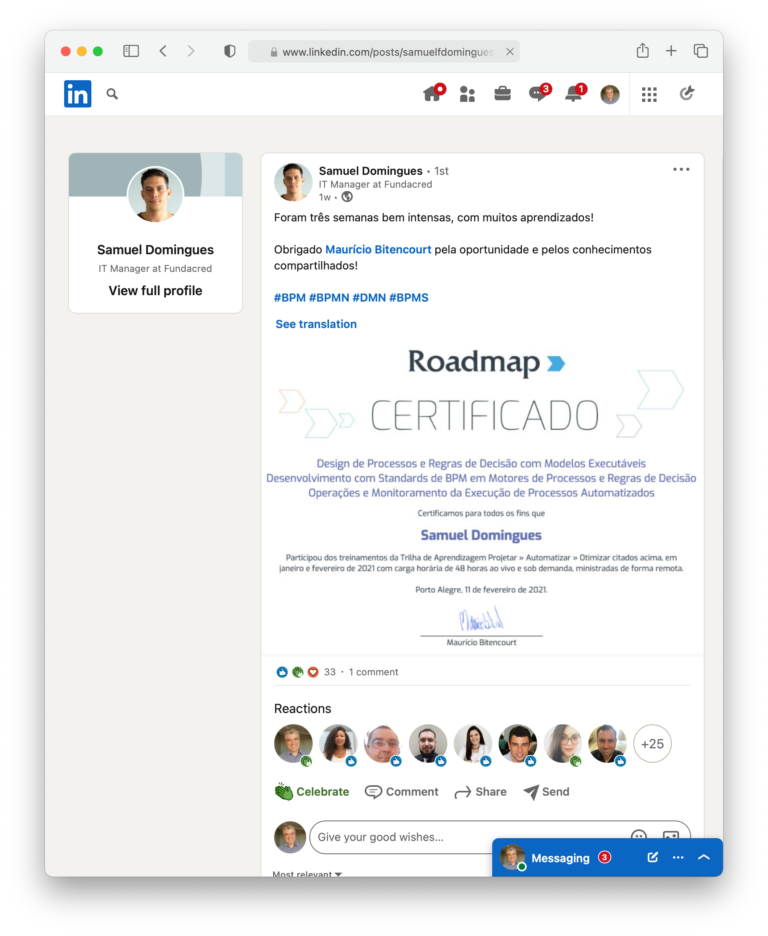 www.linkedin.com/posts/samuelfdomingues
in
3
1
Samuel Domingues • 1st
IT Manager at Fundacred
1w •
Foram três semanas bem intensas, com muitos aprendizados!
Obrigado Maurício Bitencourt pela oportunidade e pelos conhecimentos
compartilhados!
#BPM #BPMN #DMN #BPMS
See translation
Samuel Domingues
IT Manager at Fundacred
View full profile
Roadmap
CERTIFICADO
Design de Processos e Regras de Decisão com Modelos Executáveis
Desenvolvimento com Standards de BPM em Motores de Processos e Regras de Decisão
Operações e Monitoramento da Execução de Processos Automatizados
Certificamos para todos os fins que
Samuel Domingues
Participou dos treinamentos da Trilha de Aprendizagem Projetar » Automatizar » Otimizar citados acima, em
janeiro e fevereiro de 2021 com carga horária de 48 horas ao vivo e sob demanda, ministradas de forma remota.
Porto Alegre, 11 de fevereiro de 2021.
Maurício Bitencourt
33 • 1 comment
Reactions
+25
Celebrate
Comment
Share
Send
Give your good wishes...
Messaging 3
Most relevant